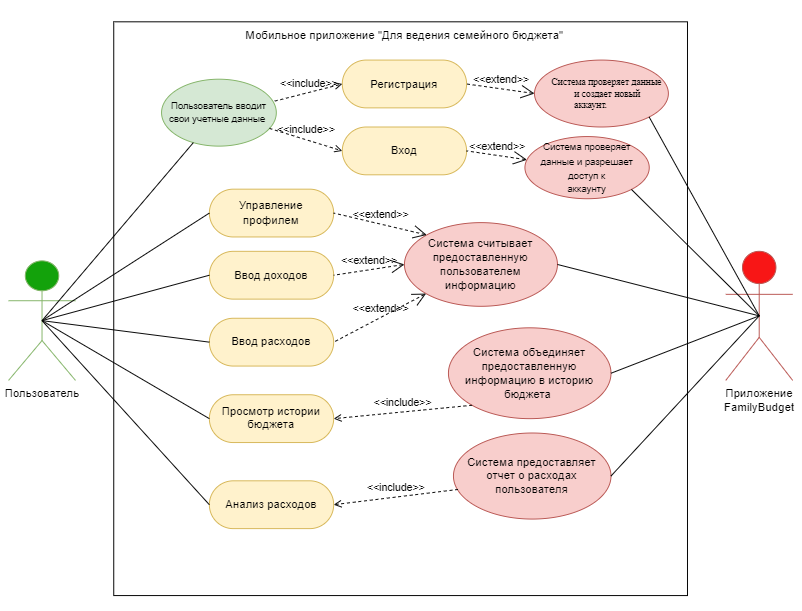 Мобильное приложение "Для ведения семейного бюджета"
Пользователь вводит
свои учетные данные
<<include>>
Регистрация
<<extend>>
Система проверяет данные
и создает новый
аккаунт.
<<include>>
Вход
<<extend>>
Система проверяет
данные и разрешает
доступ к
аккаунту
Управление
профилем
<<extend>>
Ввод доходов
<<extend>>
Ввод расходов
<<extend>>
Система считывает
предоставленную
пользователем
информацию
Пользователь
Приложение
FamilyBudget
Просмотр истории
бюджета
<<include>>
Система объединяет
предоставленную
информацию в историю
бюджета
Анализ расходов
<<include>>
Система предоставляет
отчет о расходах
пользователя